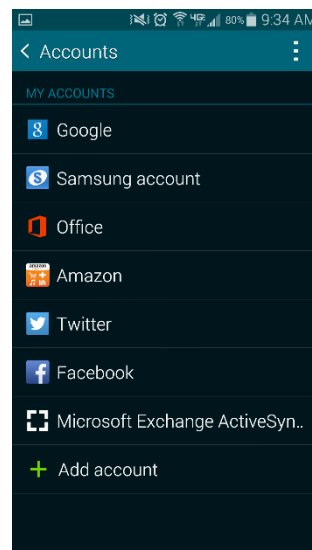 4G 80% 9:34 AM
Accounts
MY ACCOUNTS
Google
Samsung account
Office
Amazon
Twitter
Facebook
Microsoft Exchange ActiveSyn..
Add account